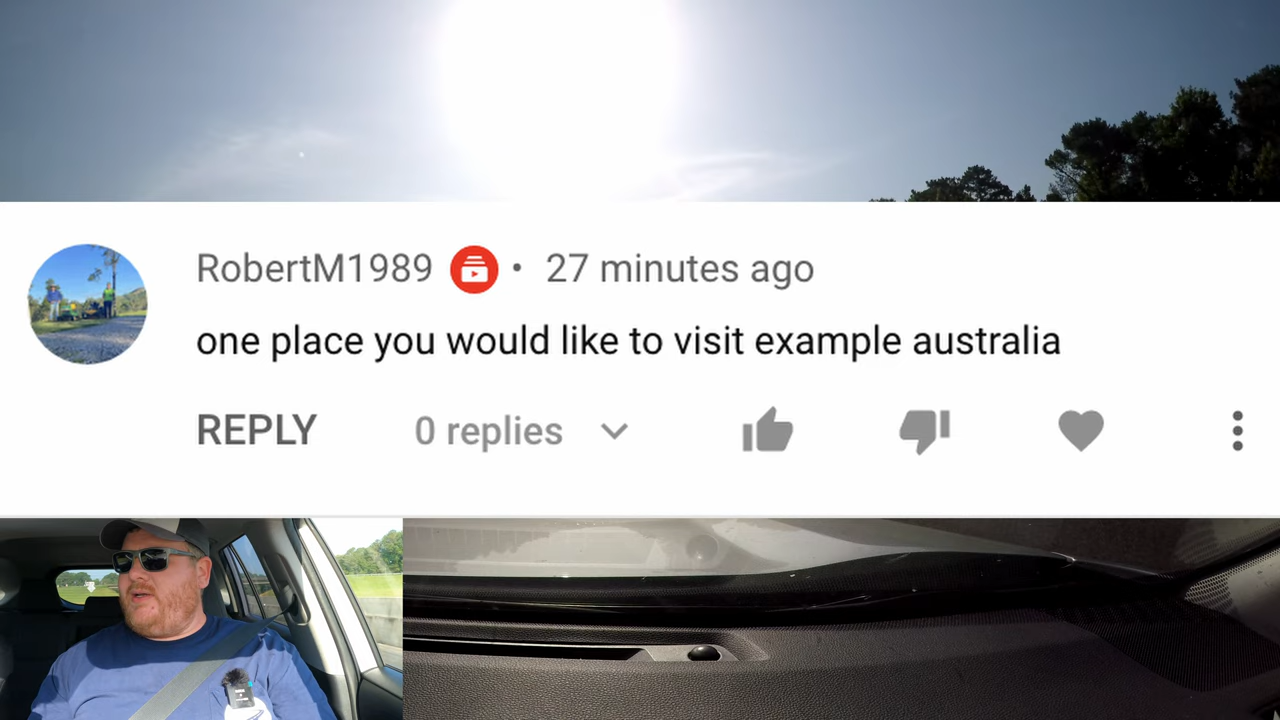 RobertM1989 • 27 minutes ago
one place you would like to visit example australia
REPLY 0 replies